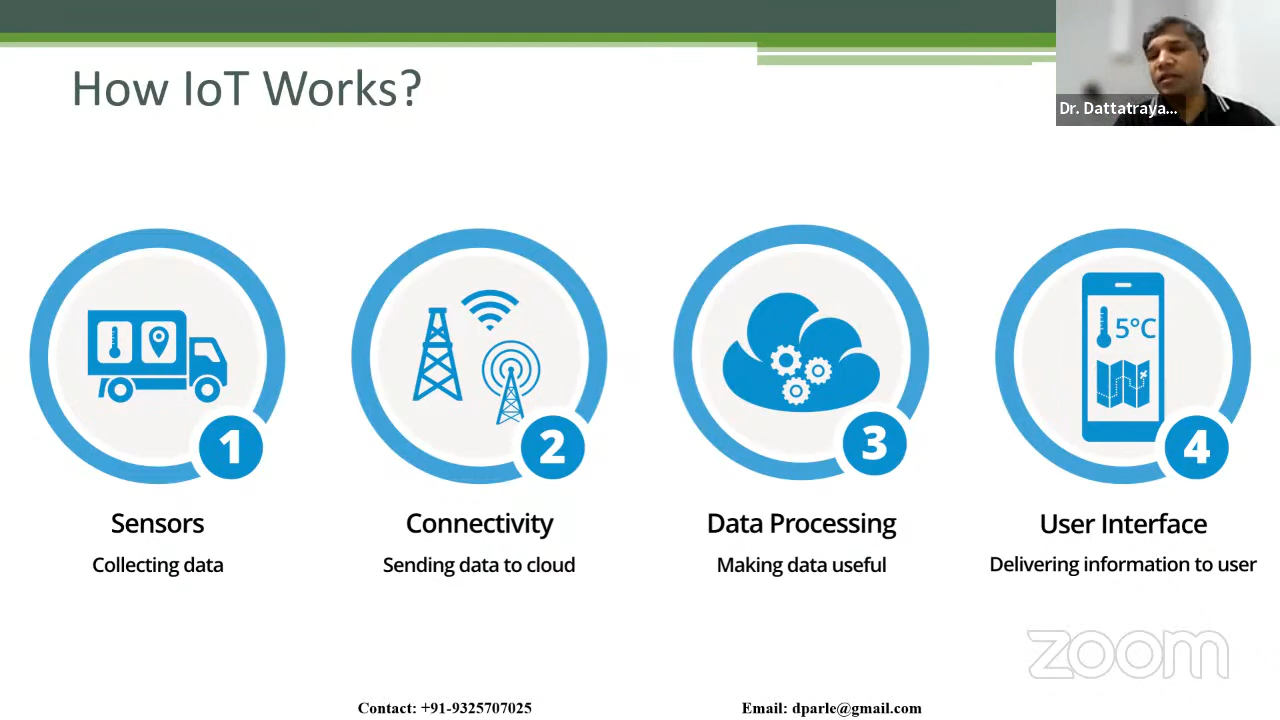 How IoT Works?
Dr. Dattatraya...
5°C
1
2
3
4
Sensors
Connectivity
Data Processing
User Interface
Collecting data
Sending data to cloud
Making data useful
Delivering information to user
zoom
Contact: +91-9325707025
Email: dparle@gmail.com